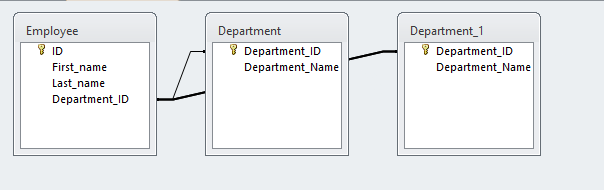 Employee
ID
First_name
Last_name
Department_ID
Department
Department_ID
Department_Name
Department_1
Department_ID
Department_Name